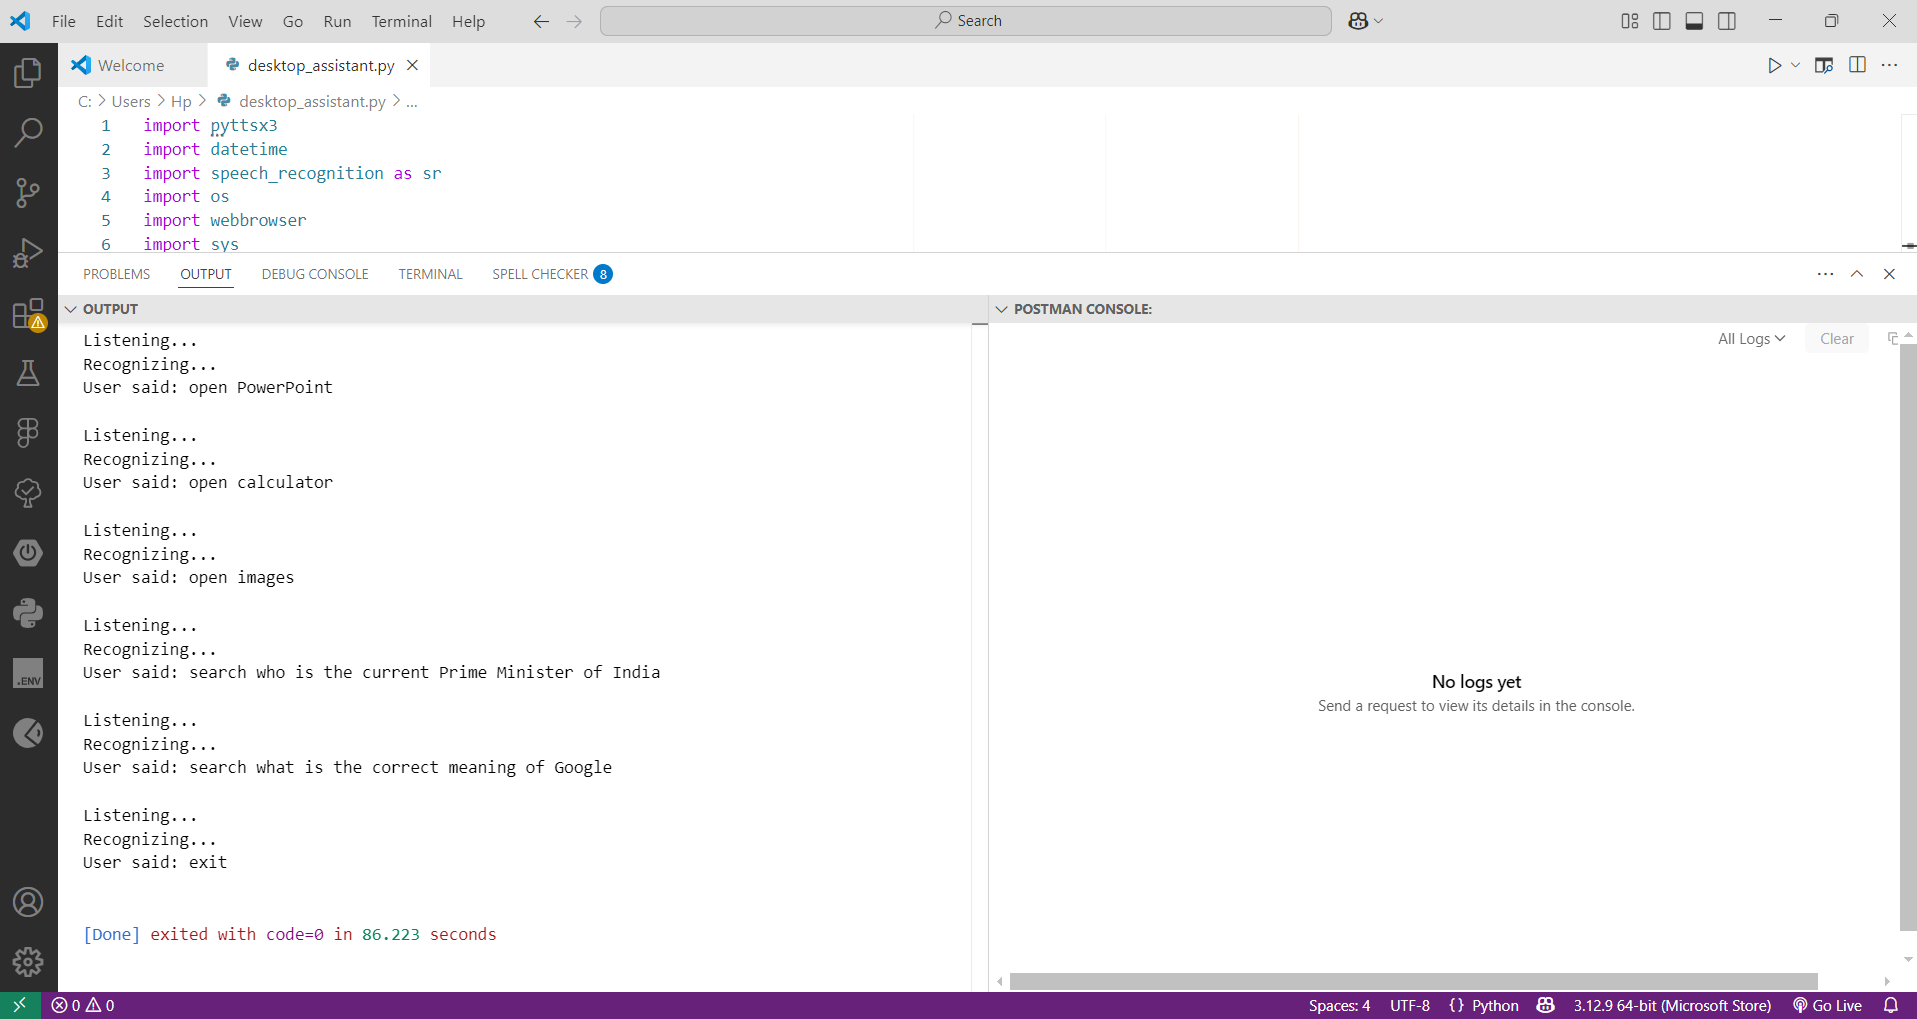 File Edit Selection View Go Run Terminal Help Search
Welcome desktop_assistant.py
C: > Users > Hp > desktop_assistant.py > ...
1 import pyttsx3
2 import datetime
3 import speech_recognition as sr
4 import os
5 import webbrowser
6 import sys
PROBLEMS OUTPUT DEBUG CONSOLE TERMINAL SPELL CHECKER 8
OUTPUT
Listening...
Recognizing...
User said: open PowerPoint
Listening...
Recognizing...
User said: open calculator
Listening...
Recognizing...
User said: open images
Listening...
Recognizing...
User said: search who is the current Prime Minister of India
Listening...
Recognizing...
User said: search what is the correct meaning of Google
Listening...
Recognizing...
User said: exit
[Done] exited with code=0 in 86.223 seconds
POSTMAN CONSOLE:
All Logs Clear
No logs yet
Send a request to view its details in the console.
.ENV
0 0 Spaces: 4 UTF-8 {} Python 3.12.9 64-bit (Microsoft Store) Go Live